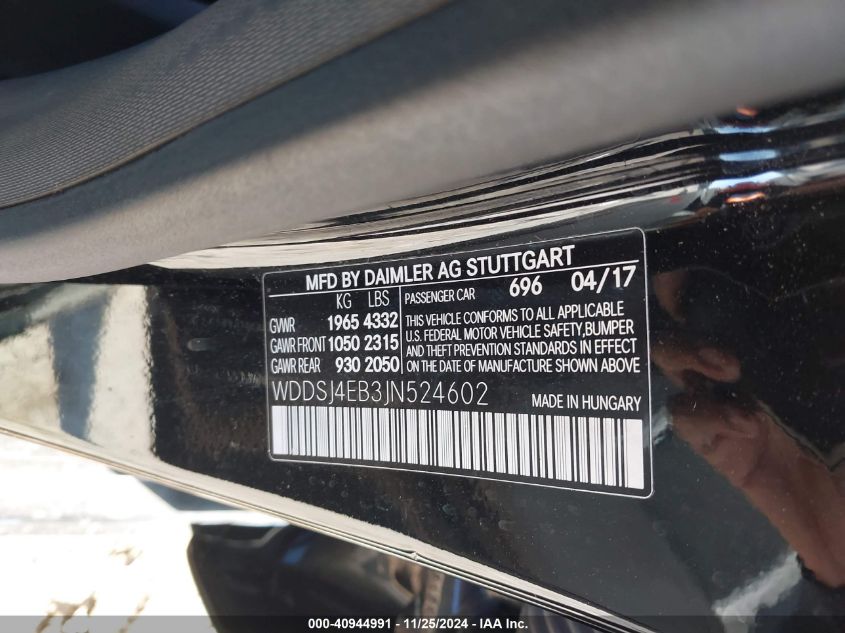 MFD BY DAIMLER AG STUTTGART
KG LBS
GVWR 1965 4332
GAWR FRONT 1050 2315
GAWR REAR 930 2050
PASSENGER CAR 696 04/17
THIS VEHICLE CONFORMS TO ALL APPLICABLE
U.S. FEDERAL MOTOR VEHICLE SAFETY, BUMPER
AND THEFT PREVENTION STANDARDS IN EFFECT
ON THE DATE OF MANUFACTURE SHOWN ABOVE
WDDSJ4EB3JN524602
MADE IN HUNGARY
000-40944991 - 11/25/2024 - IAA Inc.